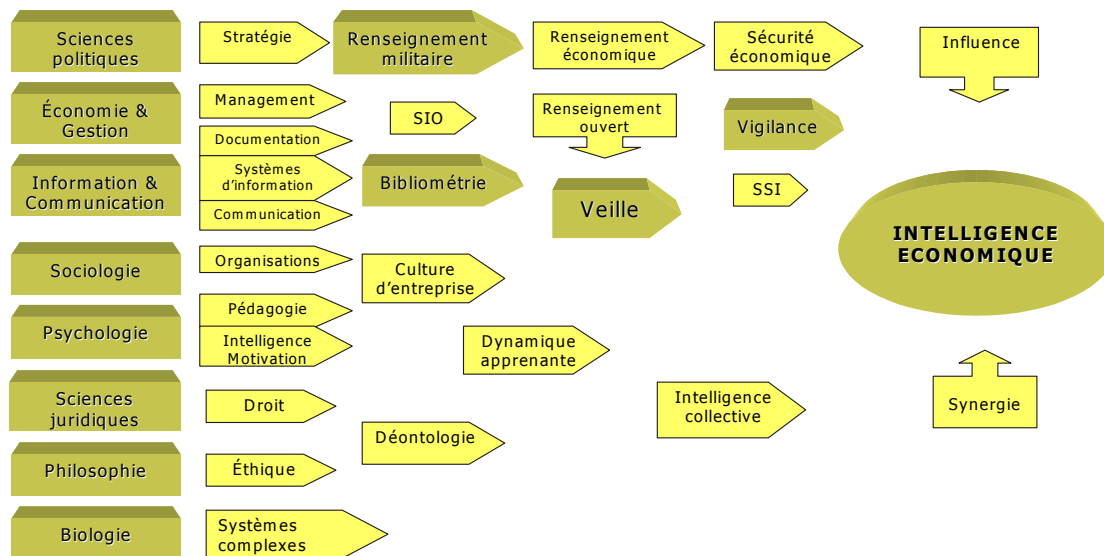 Sciences
politiques
Stratégie
Renseignement
militaire
Renseignement
économique
Sécurité
économique
Influence
Économie &
Gestion
Management
SIO
Renseignement
ouvert
Vigilance
Documentation
Information &
Communication
Systèmes
d'information
Bibliométrie
Veille
SSI
Communication
INTELLIGENCE
ECONOMIQUE
Sociologie
Organisations
Culture
d'entreprise
Psychologie
Pédagogie
Intelligence
Motivation
Dynamique
apprenante
Sciences
juridiques
Droit
Déontologie
Intelligence
collective
Synergie
Philosophie
Éthique
Biologie
Systèmes
complexes